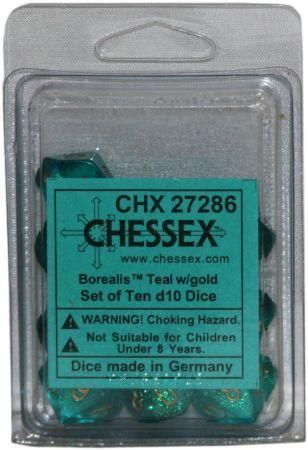 CHX 27286
CHESSEX
www.chessex.com
Borealis™ Teal w/gold
Set of Ten d10 Dice
WARNING! Choking Hazard.
Not Suitable for Children
Under 8 Years.
Dice made in Germany